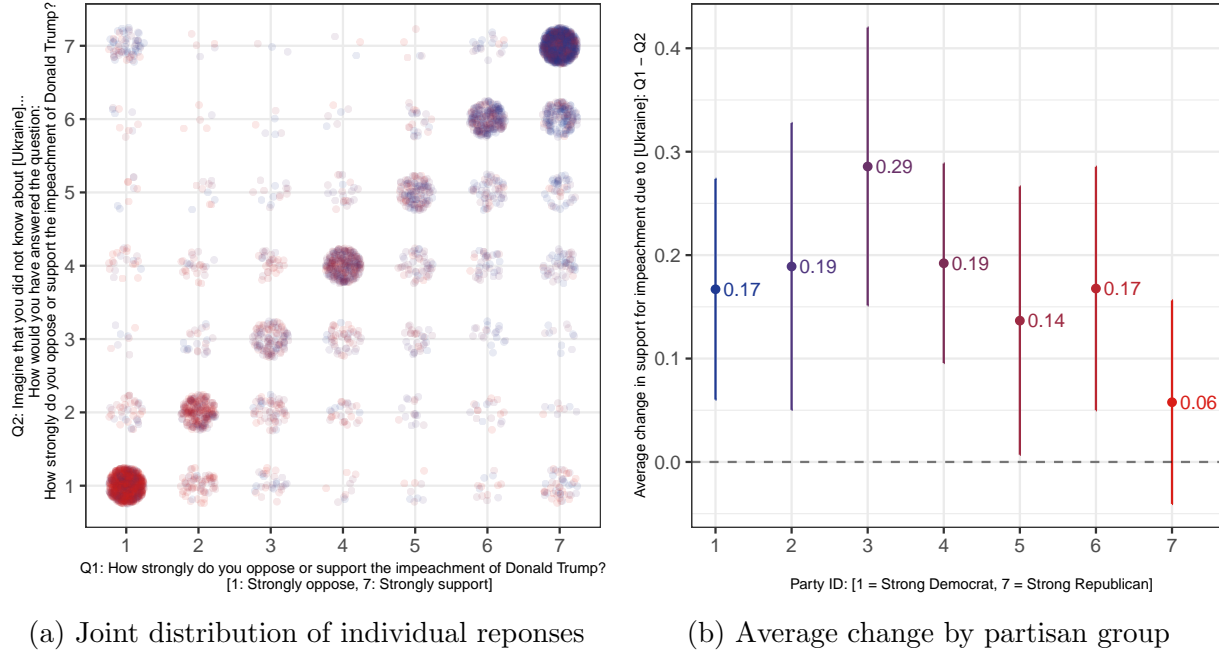 Q2: Imagine that you did not know about [Ukraine]...
How would you have answered the question:
How strongly do you oppose or support the impeachment of Donald Trump?
7
6
5
4
3
2
1
1 2 3 4 5 6 7
Q1: How strongly do you oppose or support the impeachment of Donald Trump?
[1: Strongly oppose, 7: Strongly support]
(a) Joint distribution of individual reponses
Average change in support for impeachment due to [Ukraine]: Q1 − Q2
0.4
0.3
0.2
0.1
0.0
0.17
0.19
0.29
0.19
0.14
0.17
0.06
1 2 3 4 5 6 7
Party ID: [1 = Strong Democrat, 7 = Strong Republican]
(b) Average change by partisan group